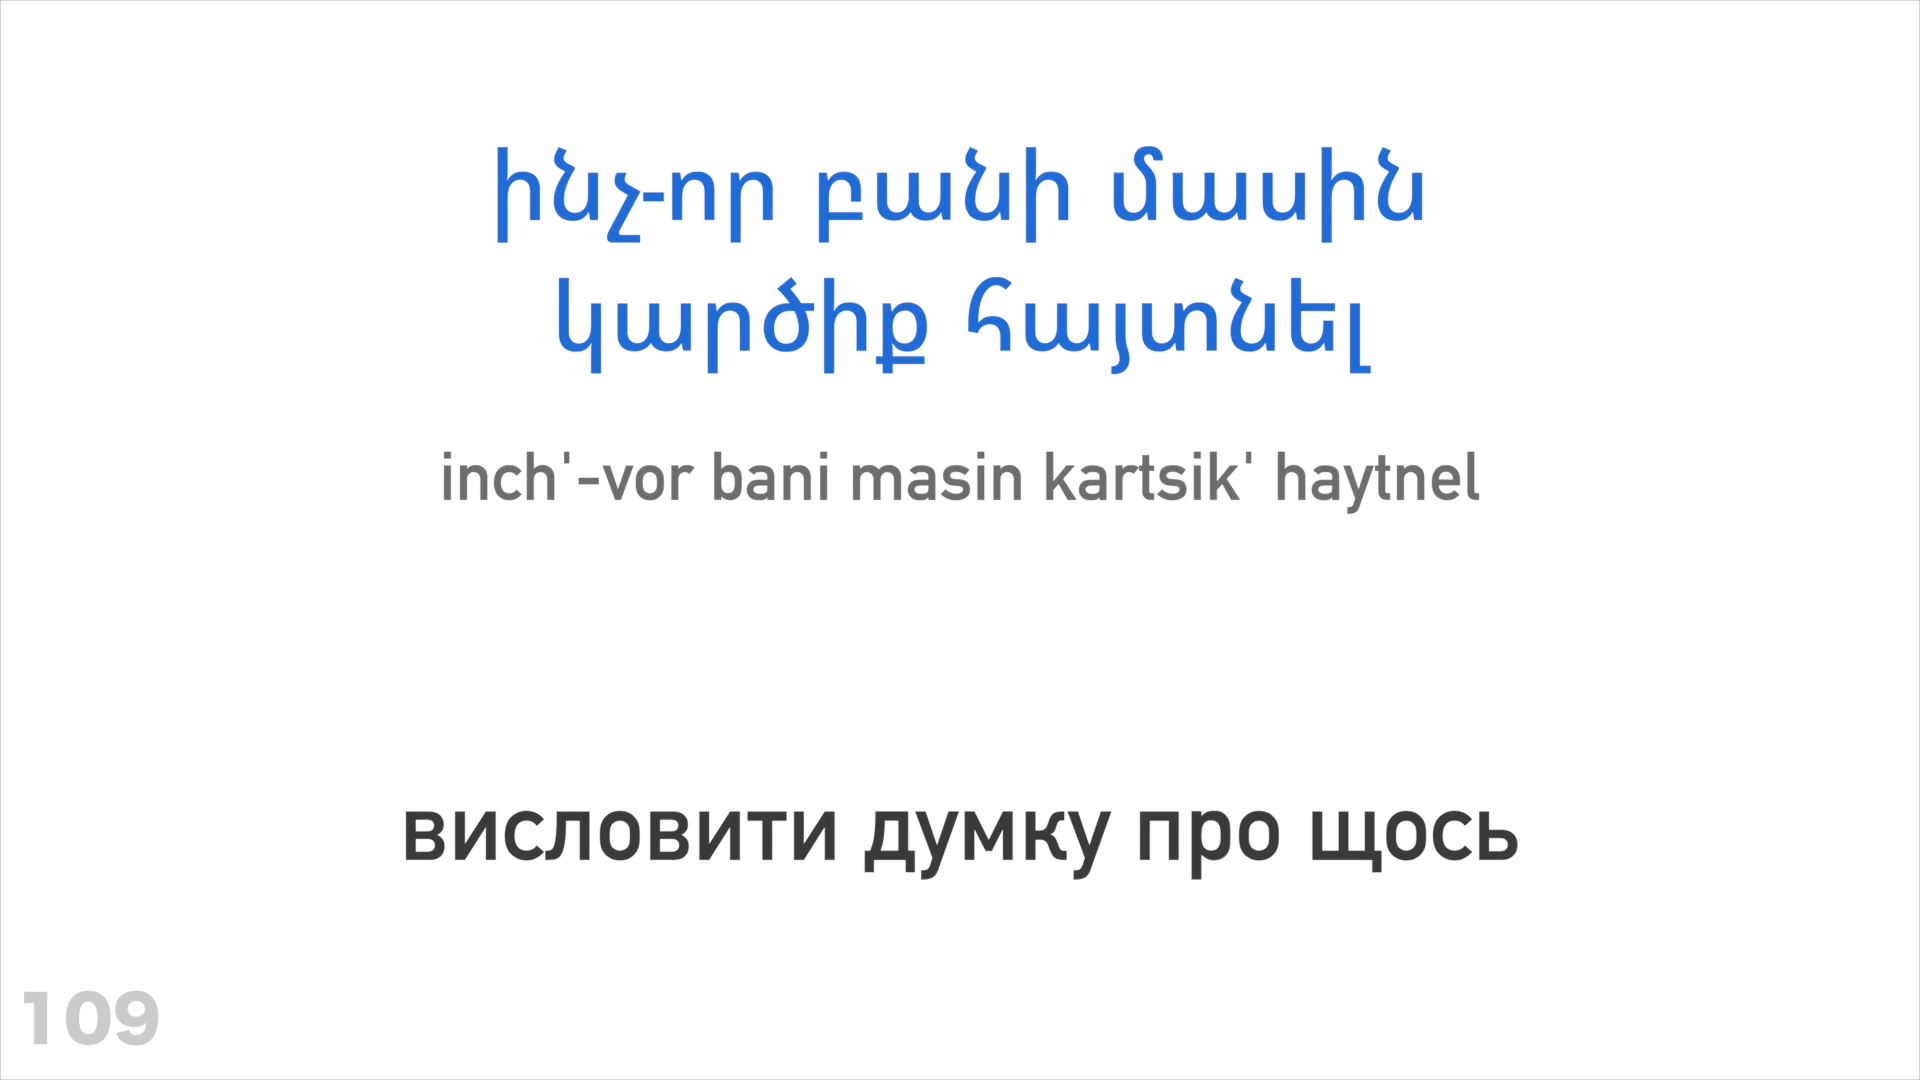 ինչ-որ բանի մասին
կարծիք հայտնել
inch'-vor bani masin kartsik' haytnel
висловити думку про щось
109